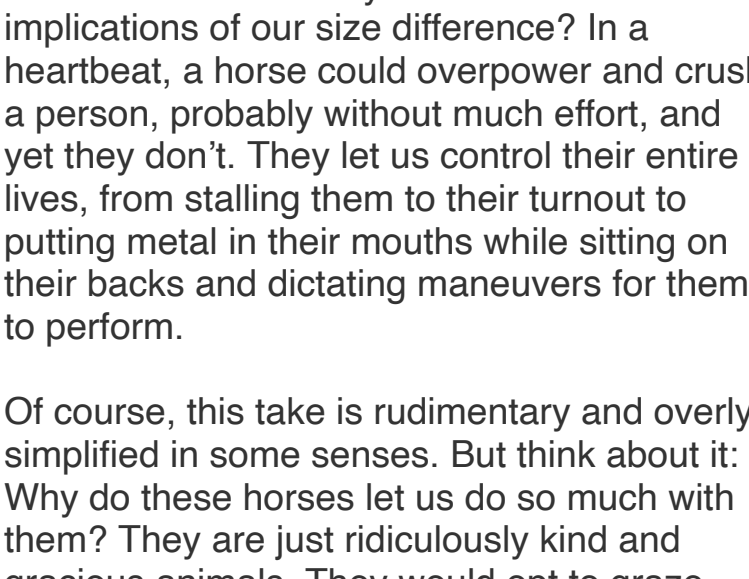 implications of our size difference? In a
heartbeat, a horse could overpower and crush
a person, probably without much effort, and
yet they don’t. They let us control their entire
lives, from stalling them to their turnout to
putting metal in their mouths while sitting on
their backs and dictating maneuvers for them
to perform.
Of course, this take is rudimentary and overly
simplified in some senses. But think about it:
Why do these horses let us do so much with
them? They are just ridiculously kind and
gracious animals. They would opt to graze